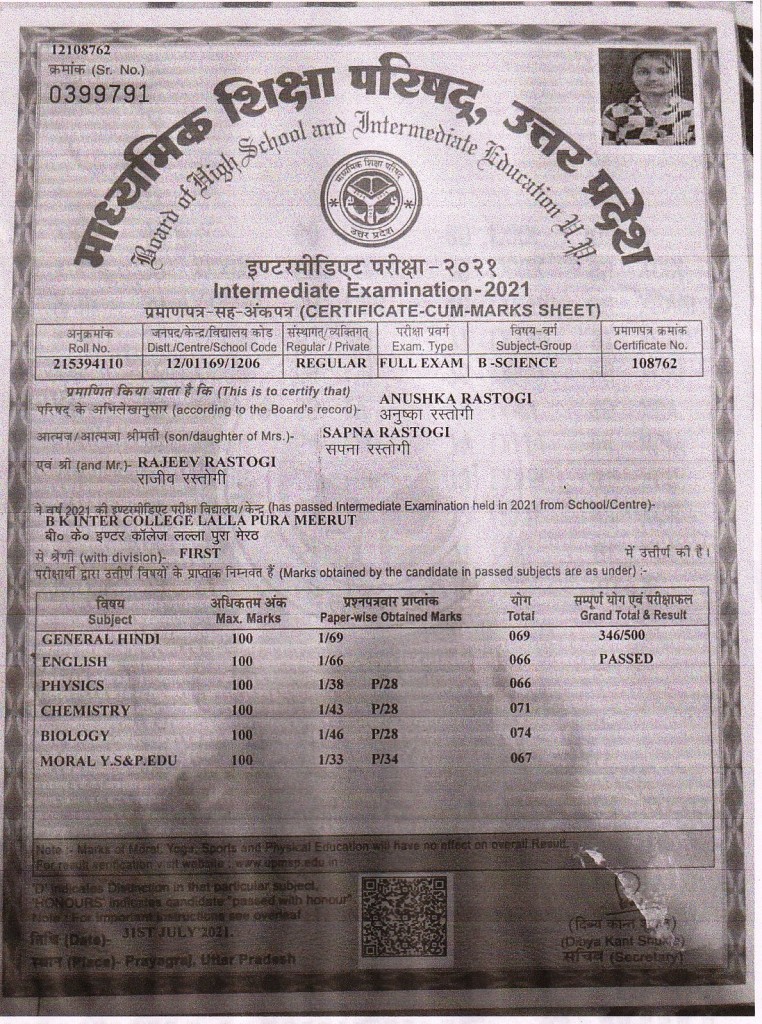 12108762
क्रमांक (Sr. No.)
0399791
माध्यमिक शिक्षा परिषद्, उत्तर प्रदेश
Board of High School and Intermediate Education U.P.
माध्यमिक शिक्षा परिषद
उत्तर प्रदेश
इण्टरमीडिएट परीक्षा - २०२१
Intermediate Examination - 2021
प्रमाणपत्र-सह-अंकपत्र (CERTIFICATE-CUM-MARKS SHEET)
अनुक्रमांक जनपद/केन्द्र/विद्यालय कोड संस्थागत/व्यक्तिगत परीक्षा प्रवर्ग विषय-वर्ग प्रमाणपत्र क्रमांक
Roll No. Distt./Centre/School Code Regular / Private Exam. Type Subject-Group Certificate No.
215394110 12/01169/1206 REGULAR FULL EXAM B -SCIENCE 108762
प्रमाणित किया जाता है कि (This is to certify that)
ANUSHKA RASTOGI
परिषद के अभिलेखानुसार (according to the Board's record)- अनुष्का रस्तोगी
आत्मज/आत्मजा श्रीमती (son/daughter of Mrs.)- SAPNA RASTOGI
सपना रस्तोगी
एवं श्री (and Mr.)- RAJEEV RASTOGI
राजीव रस्तोगी
ने वर्ष 2021 की इण्टरमीडिएट परीक्षा विद्यालय/केन्द्र (has passed Intermediate Examination held in 2021 from School/Centre)-
B K INTER COLLEGE LALLA PURA MEERUT
बी० के० इण्टर कॉलेज लल्ला पुरा मेरठ
से श्रेणी (with division)- FIRST में उत्तीर्ण की है।
परीक्षार्थी द्वारा उत्तीर्ण विषयों के प्राप्तांक निम्नवत हैं (Marks obtained by the candidate in passed subjects are as under) :-
विषय अधिकतम अंक प्रश्नपत्रवार प्राप्तांक योग सम्पूर्ण योग एवं परीक्षाफल
Subject Max. Marks Paper-wise Obtained Marks Total Grand Total & Result
GENERAL HINDI 100 1/69 069 346/500
ENGLISH 100 1/66 066 PASSED
PHYSICS 100 1/38 P/28 066
CHEMISTRY 100 1/43 P/28 071
BIOLOGY 100 1/46 P/28 074
MORAL Y.S&P.EDU 100 1/33 P/34 067
Note :- Marks of Moral, Yoga, Sports and Physical Education will have no effect on overall Result.
For result verification visit website : www.upmsp.edu.in
'D' indicates Distinction in that particular subject.
'HONOURS' indicates candidate "passed with honour"
Note : For important instructions see overleaf
तिथि (Date)- 31ST JULY 2021.
स्थान (Place)- Prayagraj, Uttar Pradesh
(दिब्य कान्त
(Divya Kant
सचिव (Secretary)